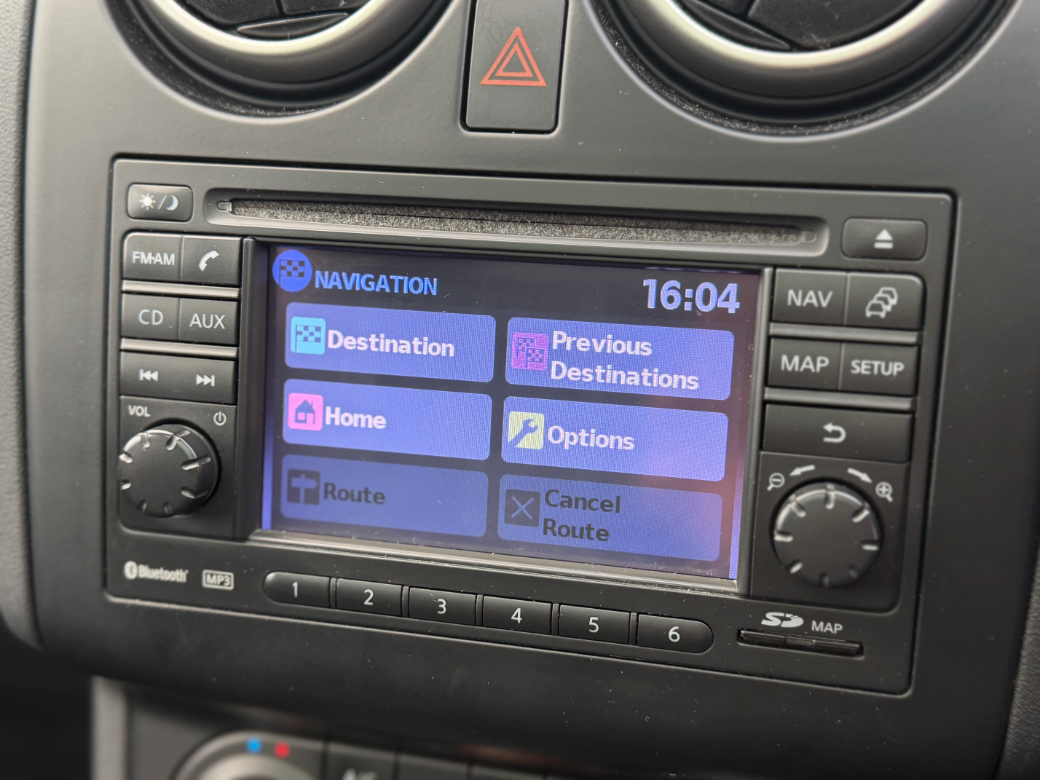 FM·AM
CD
AUX
VOL
NAVIGATION
16:04
Destination
Previous
Destinations
Home
Options
Route
Cancel
Route
NAV
MAP
SETUP
Bluetooth
MP3
1
2
3
4
5
6
SD
MAP